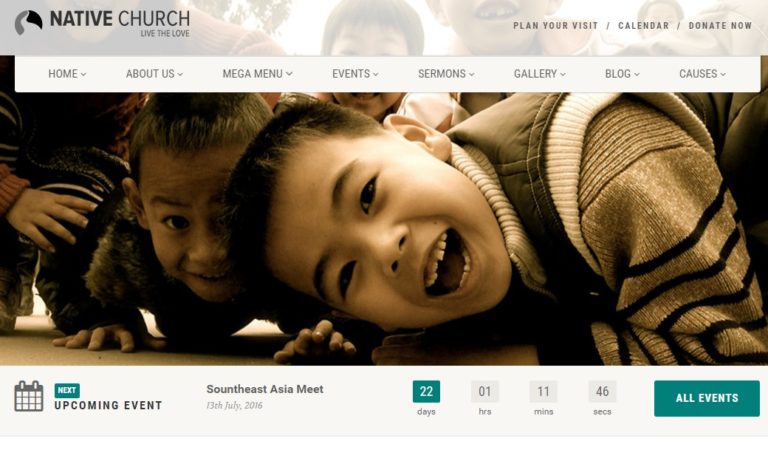 NATIVE CHURCH
LIVE THE LOVE
PLAN YOUR VISIT / CALENDAR / DONATE NOW
HOME ABOUT US MEGA MENU EVENTS SERMONS GALLERY BLOG CAUSES
NEXT
UPCOMING EVENT
Sountheast Asia Meet
13th July, 2016
22 01 11 46
days hrs mins secs
ALL EVENTS